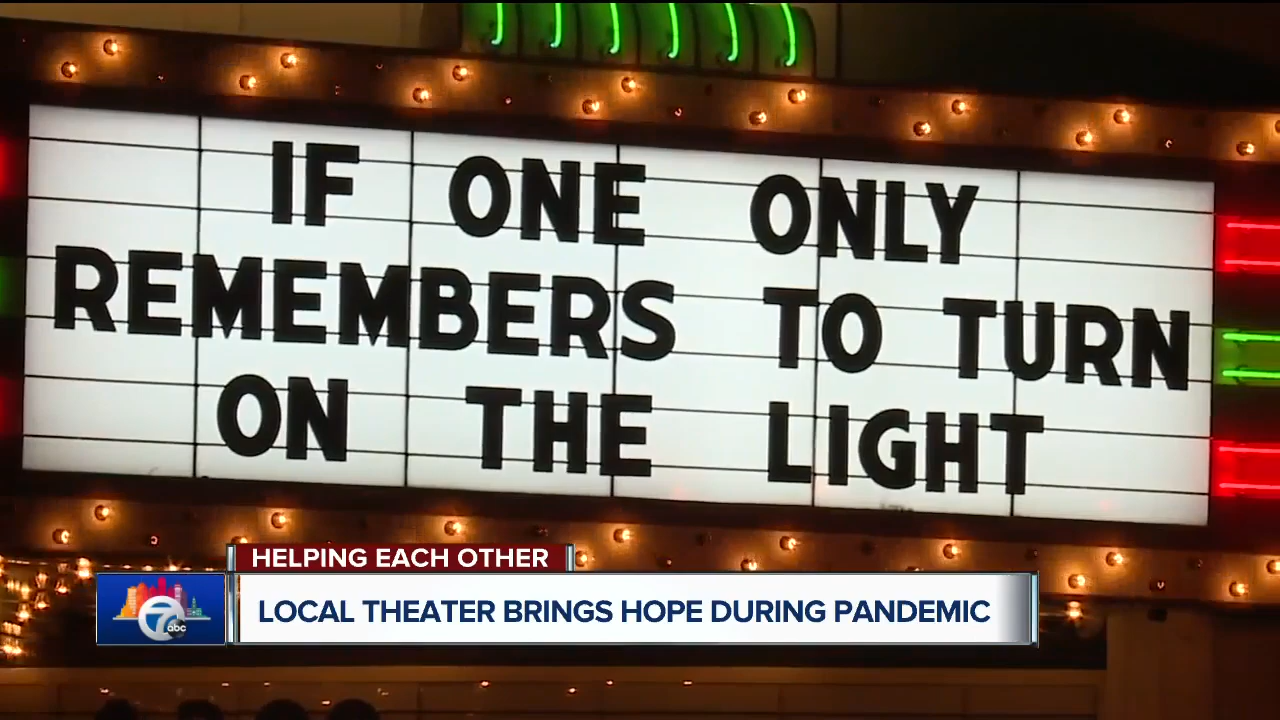 IF ONE ONLY
REMEMBERS TO TURN
ON THE LIGHT
HELPING EACH OTHER
LOCAL THEATER BRINGS HOPE DURING PANDEMIC
7
abc